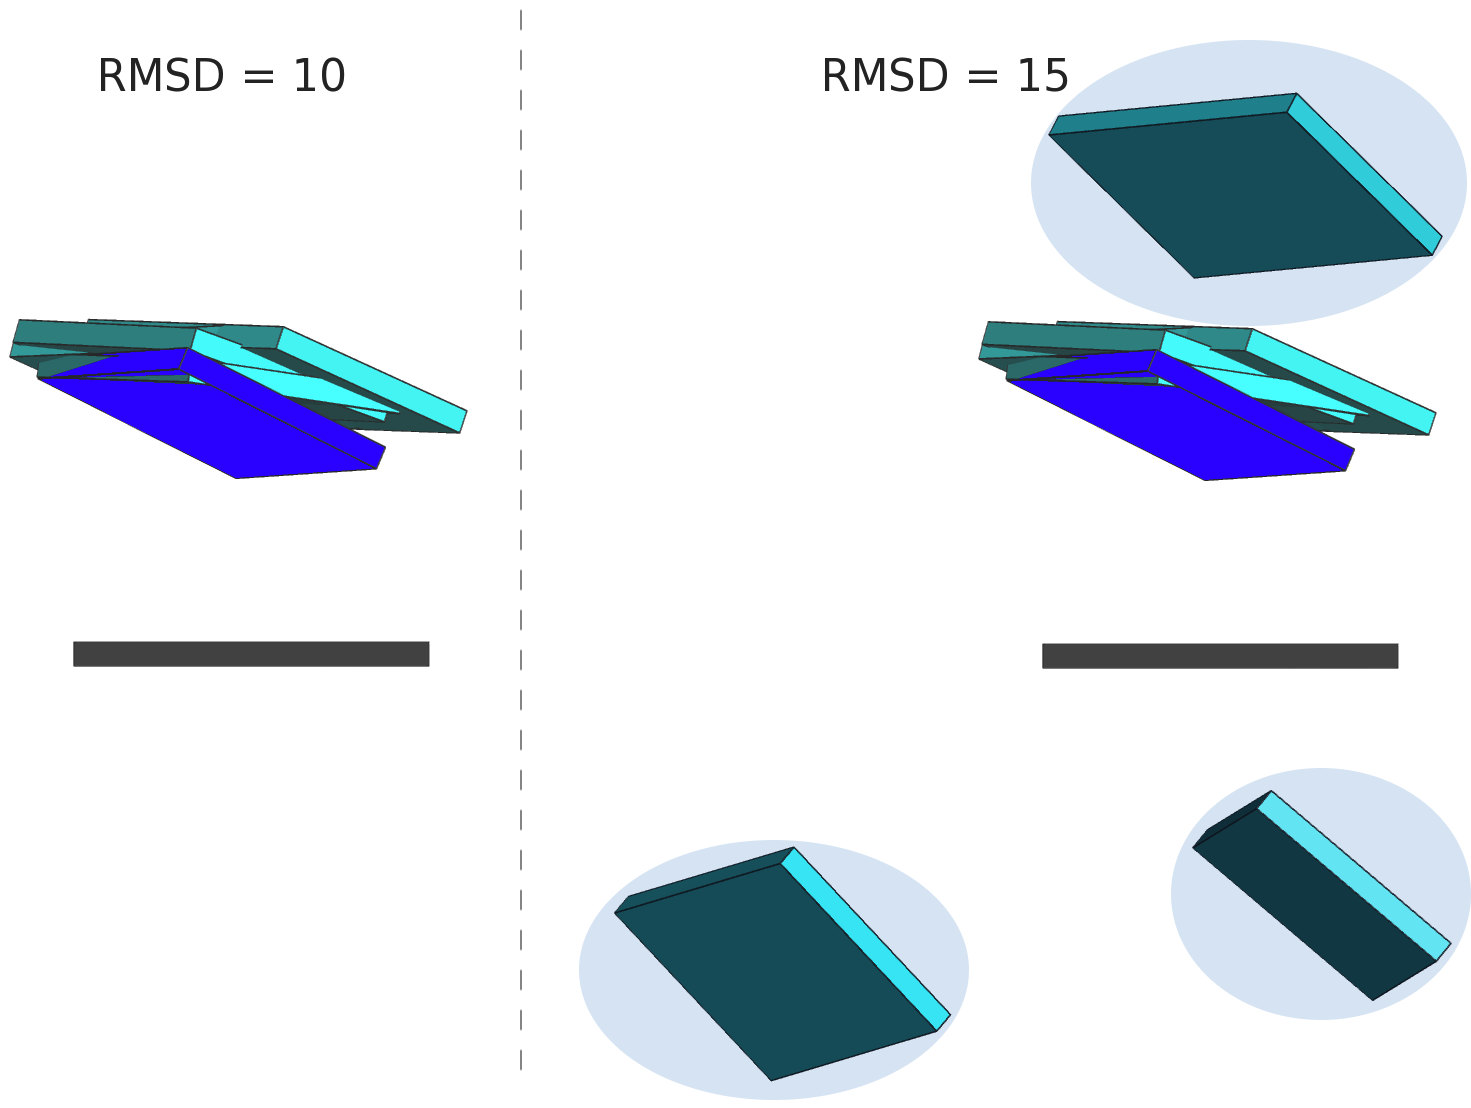 RMSD = 10
RMSD = 15